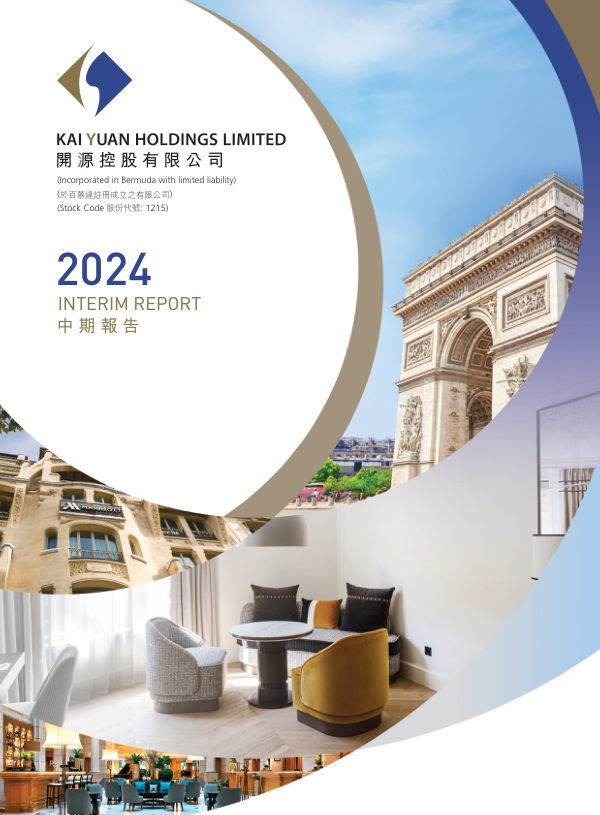 KAI YUAN HOLDINGS LIMITED
開源控股有限公司
(Incorporated in Bermuda with limited liability)
(於百慕達註冊成立之有限公司)
(Stock Code 股份代號: 1215)
2024
INTERIM REPORT
中期報告
MARRIOTT